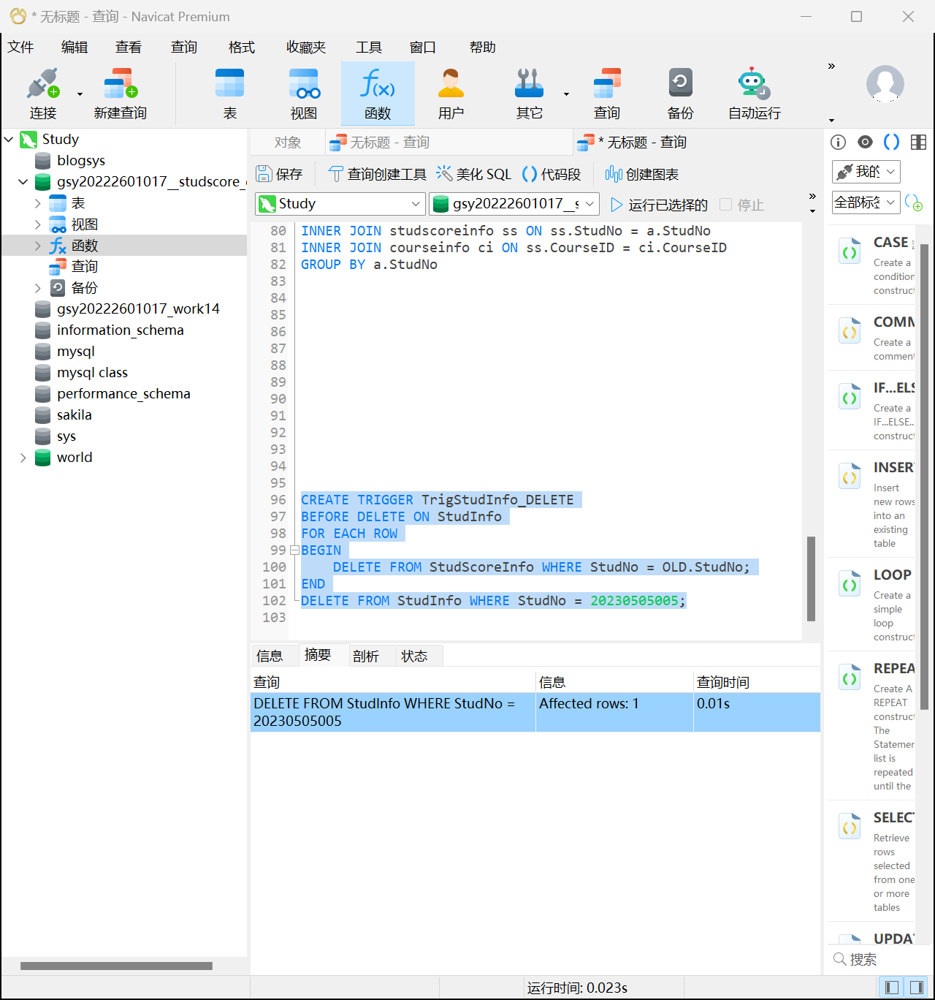 * 无标题 - 查询 - Navicat Premium
文件 编辑 查看 查询 格式 收藏夹 工具 窗口 帮助
连接 新建查询 表 视图 函数 用户 其它 查询 备份 自动运行
Study
blogsys
gsy20222601017__studscore_
表
视图
函数
查询
备份
gsy20222601017_work14
information_schema
mysql
mysql class
performance_schema
sakila
sys
world
对象 无标题 - 查询 * 无标题 - 查询
保存 查询创建工具 美化 SQL 代码段 创建图表
Study gsy20222601017__s 运行已选择的 停止
80 INNER JOIN studscoreinfo ss ON ss.StudNo = a.StudNo
81 INNER JOIN courseinfo ci ON ss.CourseID = ci.CourseID
82 GROUP BY a.StudNo
83
84
85
86
87
88
89
90
91
92
93
94
95
96 CREATE TRIGGER TrigStudInfo_DELETE
97 BEFORE DELETE ON StudInfo
98 FOR EACH ROW
99 BEGIN
100 DELETE FROM StudScoreInfo WHERE StudNo = OLD.StudNo;
101 END
102 DELETE FROM StudInfo WHERE StudNo = 20230505005;
103
信息 摘要 剖析 状态
查询 信息 查询时间
DELETE FROM StudInfo WHERE StudNo = 20230505005 Affected rows: 1 0.01s
我的
全部标签
CASE
Create a
condition
construct
COMM
Create a
comment
IF...ELS
Create a
IF...ELSE...
construct
INSERT
Insert
new rows
into an
existing
table
LOOP
Create a
simple
loop
construct
REPEA
Create A
REPEAT
construct
The
Statemen
list is
repeated
until the
SELECT
Retrieve
rows
selected
from one
or more
tables
UPDAT
搜索
运行时间: 0.023s